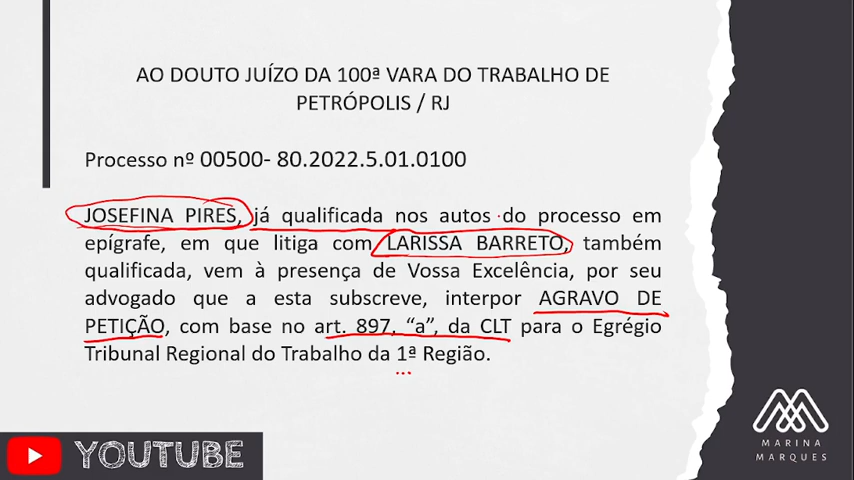 AO DOUTO JUÍZO DA 100ª VARA DO TRABALHO DE
PETRÓPOLIS / RJ
Processo nº 00500- 80.2022.5.01.0100
JOSEFINA PIRES, já qualificada nos autos do processo em
epígrafe, em que litiga com LARISSA BARRETO, também
qualificada, vem à presença de Vossa Excelência, por seu
advogado que a esta subscreve, interpor AGRAVO DE
PETIÇÃO, com base no art. 897, “a”, da CLT para o Egrégio
Tribunal Regional do Trabalho da 1ª Região.
YOUTUBE
MARINA
MARQUES